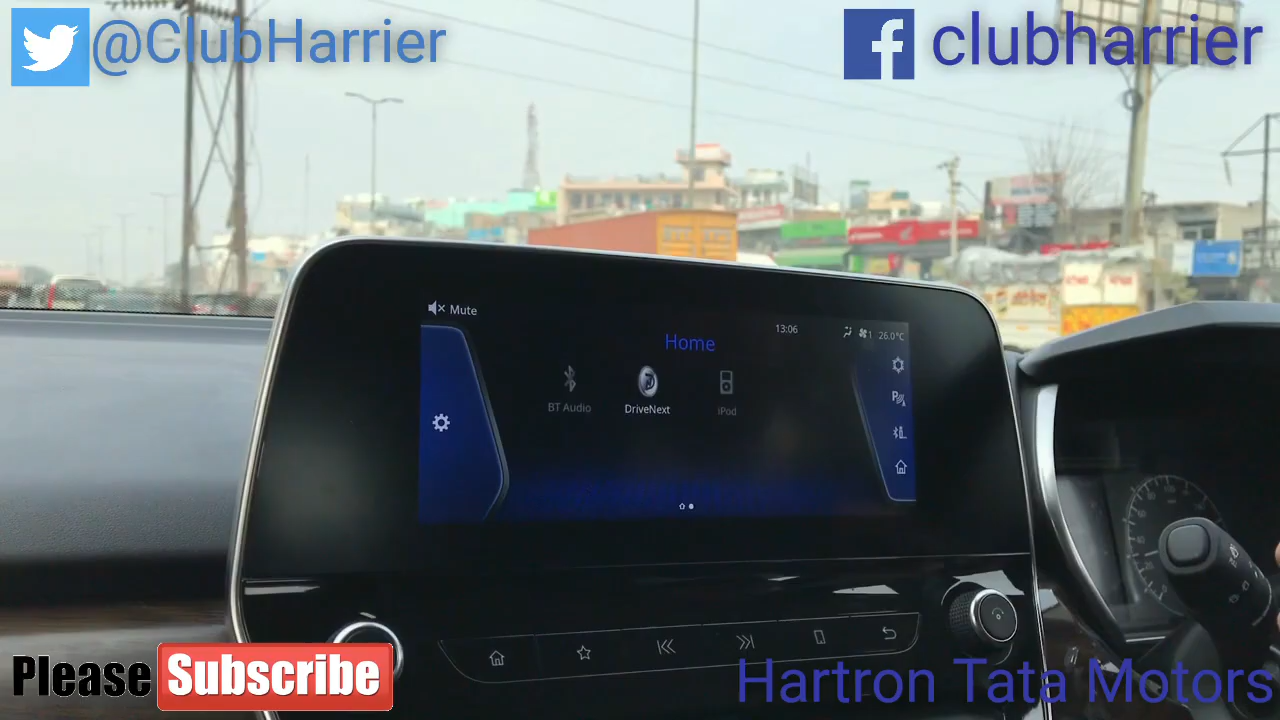 @ClubHarrier
clubharrier
Mute
Home
13:06
1
26.0°C
BT Audio
DriveNext
iPod
Please Subscribe
Hartron Tata Motors